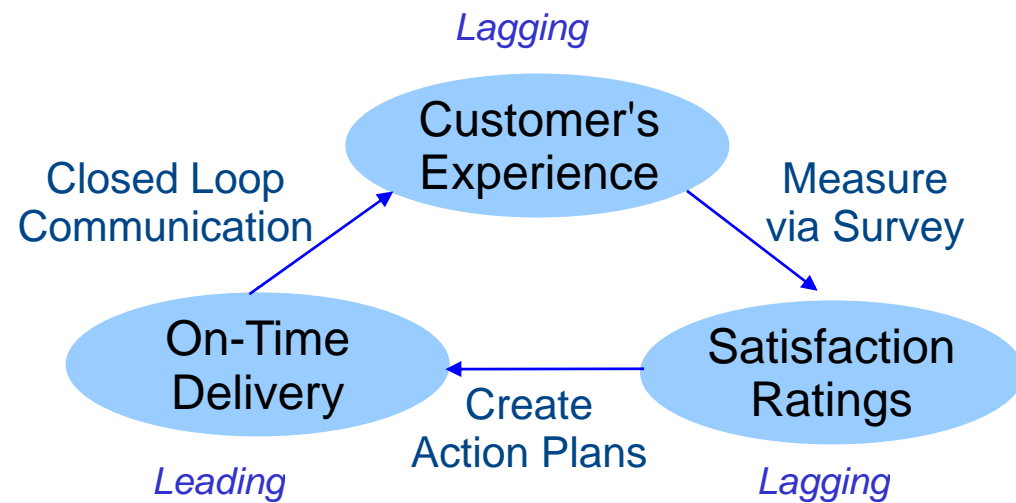 Lagging
Customer's
Experience
Closed Loop
Communication
Measure
via Survey
On-Time
Delivery
Satisfaction
Ratings
Create
Action Plans
Leading
Lagging